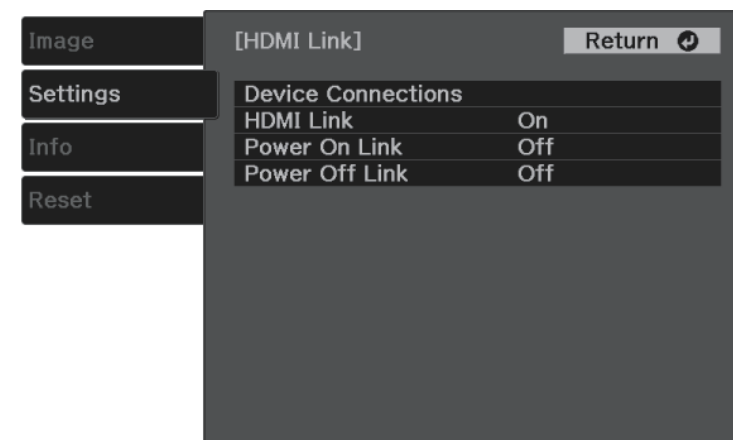 Image
Settings
Info
Reset
[HDMI Link]
Return
Device Connections
HDMI Link On
Power On Link Off
Power Off Link Off